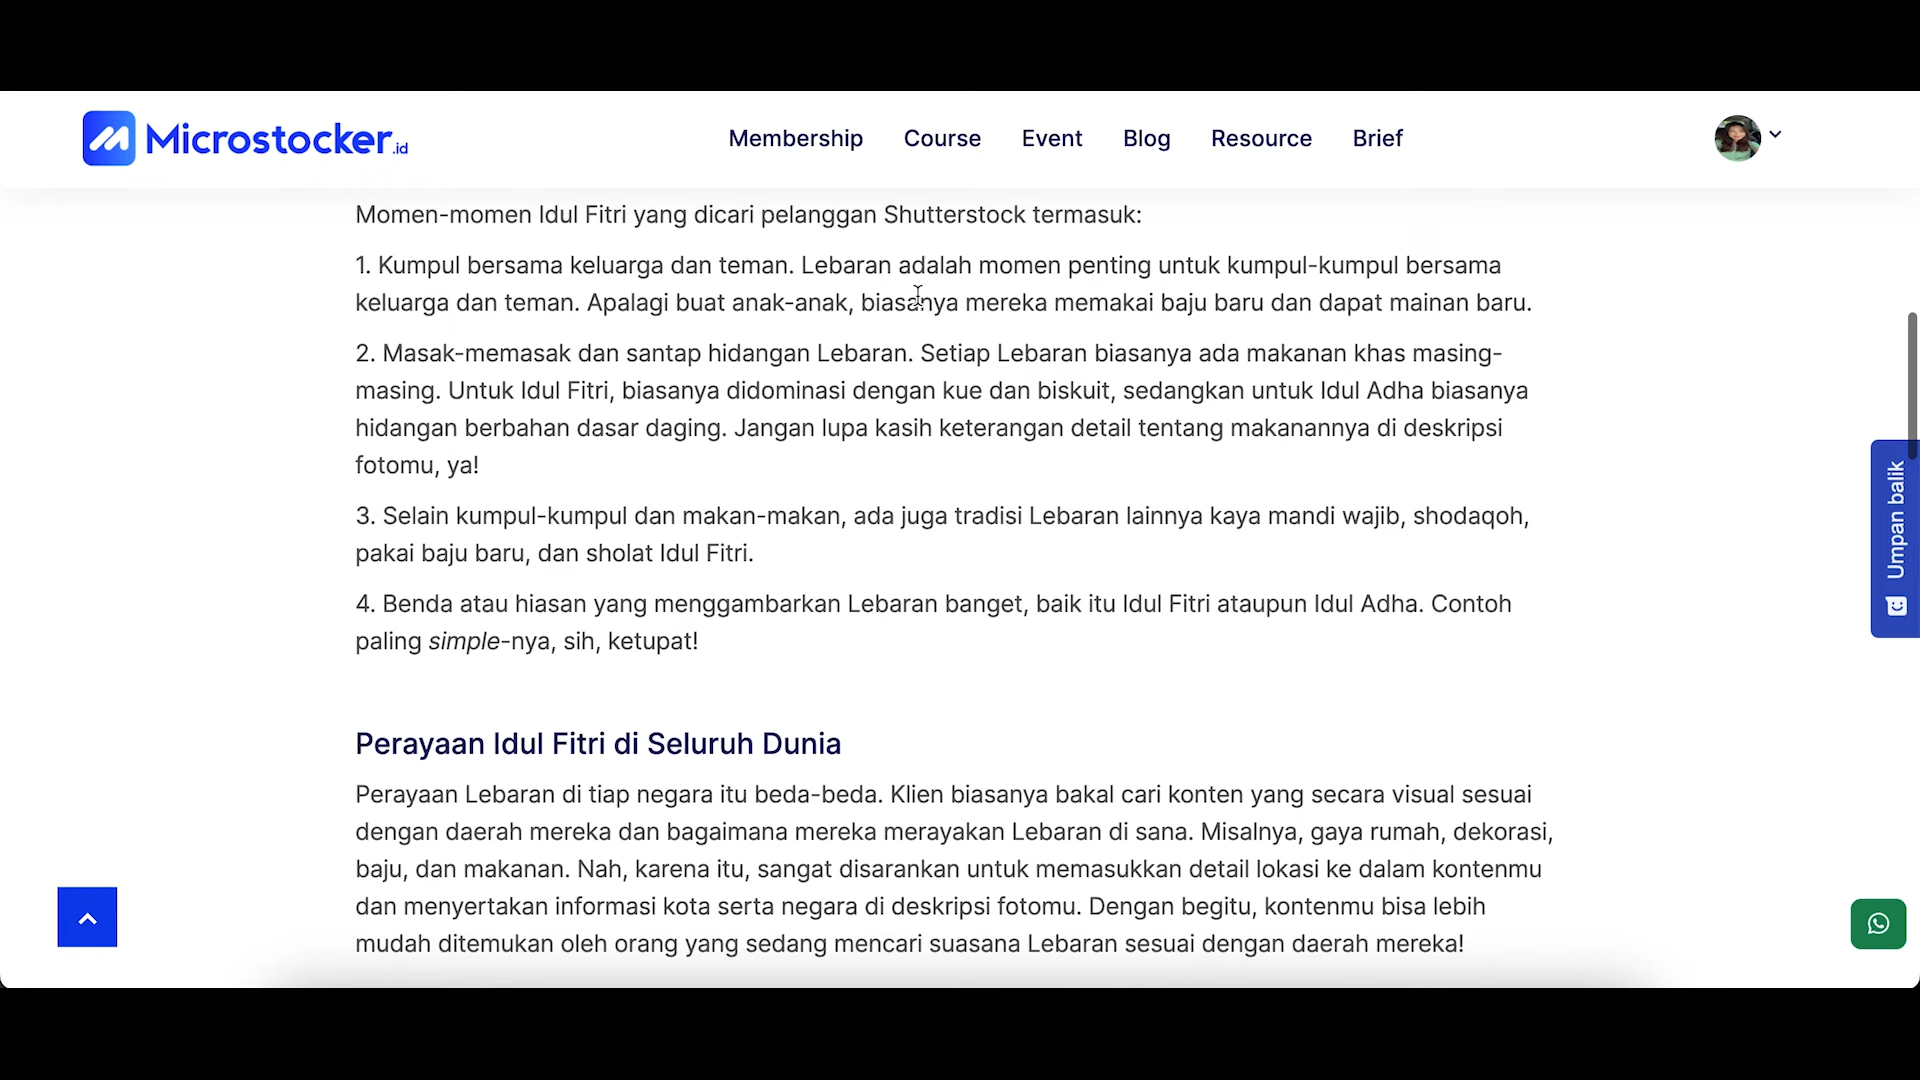 Microstocker.id
Membership Course Event Blog Resource Brief
Momen-momen Idul Fitri yang dicari pelanggan Shutterstock termasuk:
1. Kumpul bersama keluarga dan teman. Lebaran adalah momen penting untuk kumpul-kumpul bersama
keluarga dan teman. Apalagi buat anak-anak, biasanya mereka memakai baju baru dan dapat mainan baru.
2. Masak-memasak dan santap hidangan Lebaran. Setiap Lebaran biasanya ada makanan khas masing-
masing. Untuk Idul Fitri, biasanya didominasi dengan kue dan biskuit, sedangkan untuk Idul Adha biasanya
hidangan berbahan dasar daging. Jangan lupa kasih keterangan detail tentang makanannya di deskripsi
fotomu, ya!
3. Selain kumpul-kumpul dan makan-makan, ada juga tradisi Lebaran lainnya kaya mandi wajib, shodaqoh,
pakai baju baru, dan sholat Idul Fitri.
4. Benda atau hiasan yang menggambarkan Lebaran banget, baik itu Idul Fitri ataupun Idul Adha. Contoh
paling simple-nya, sih, ketupat!
Perayaan Idul Fitri di Seluruh Dunia
Perayaan Lebaran di tiap negara itu beda-beda. Klien biasanya bakal cari konten yang secara visual sesuai
dengan daerah mereka dan bagaimana mereka merayakan Lebaran di sana. Misalnya, gaya rumah, dekorasi,
baju, dan makanan. Nah, karena itu, sangat disarankan untuk memasukkan detail lokasi ke dalam kontenmu
dan menyertakan informasi kota serta negara di deskripsi fotomu. Dengan begitu, kontenmu bisa lebih
mudah ditemukan oleh orang yang sedang mencari suasana Lebaran sesuai dengan daerah mereka!
Umpan balik